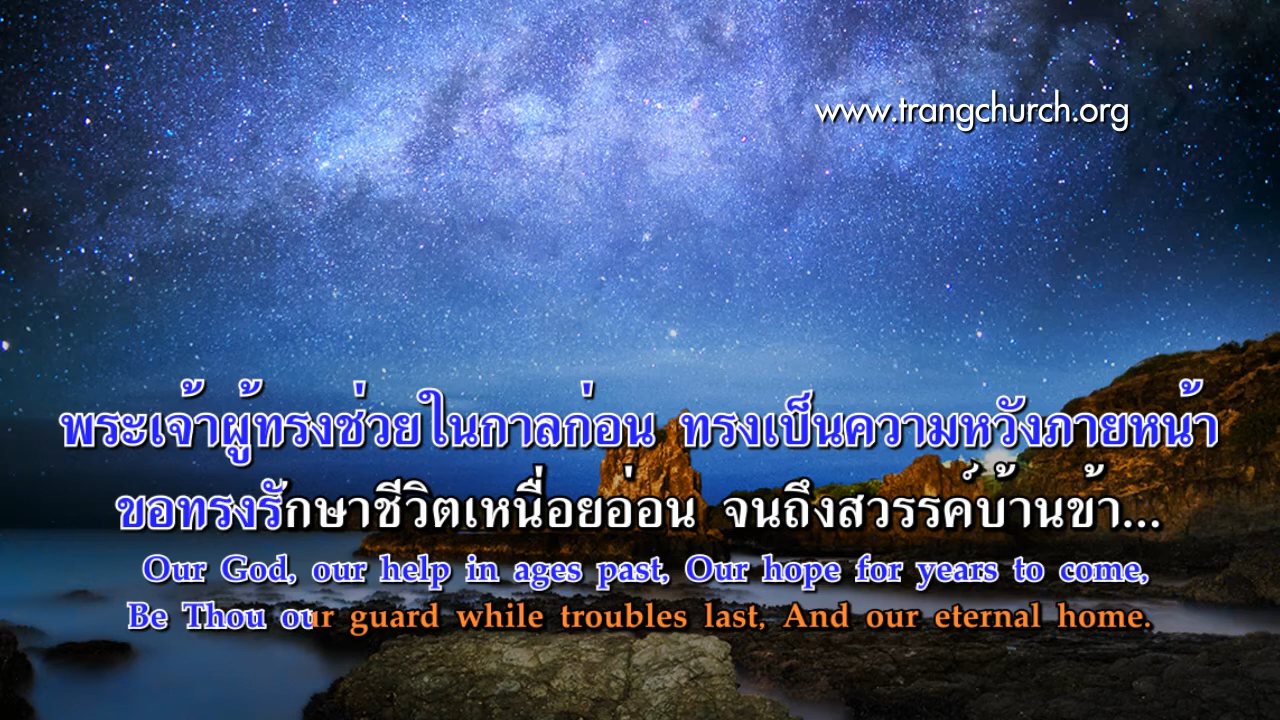 www.trangchurch.org
พระเจ้าผู้ทรงช่วยในกาลก่อน ทรงเป็นความหวังภายหน้า
ขอทรงรักษาชีวิตเหนื่อยอ่อน จนถึงสวรรค์บ้านข้า...
Our God, our help in ages past, Our hope for years to come,
Be Thou our guard while troubles last, And our eternal home.